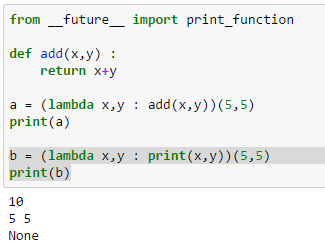 from __future__ import print_function
def add(x,y) :
    return x+y
a = (lambda x,y : add(x,y))(5,5)
print(a)
b = (lambda x,y : print(x,y))(5,5)
print(b)
10
5 5
None